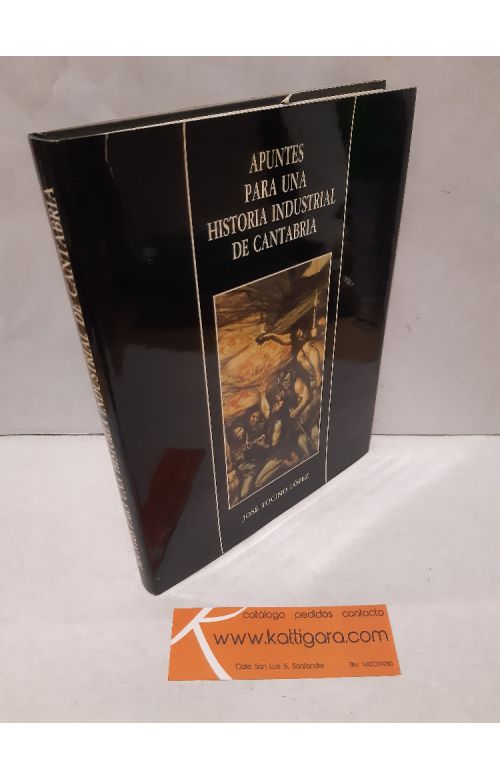 APUNTES
PARA UNA
HISTORIA INDUSTRIAL
DE CANTABRIA
JOSÉ TOCINO LÓPEZ
APUNTES PARA UNA HISTORIA INDUSTRIAL DE CANTABRIA
catálogo pedidos contacto
www.kattigara.com
Calle San Luis 5, Santander